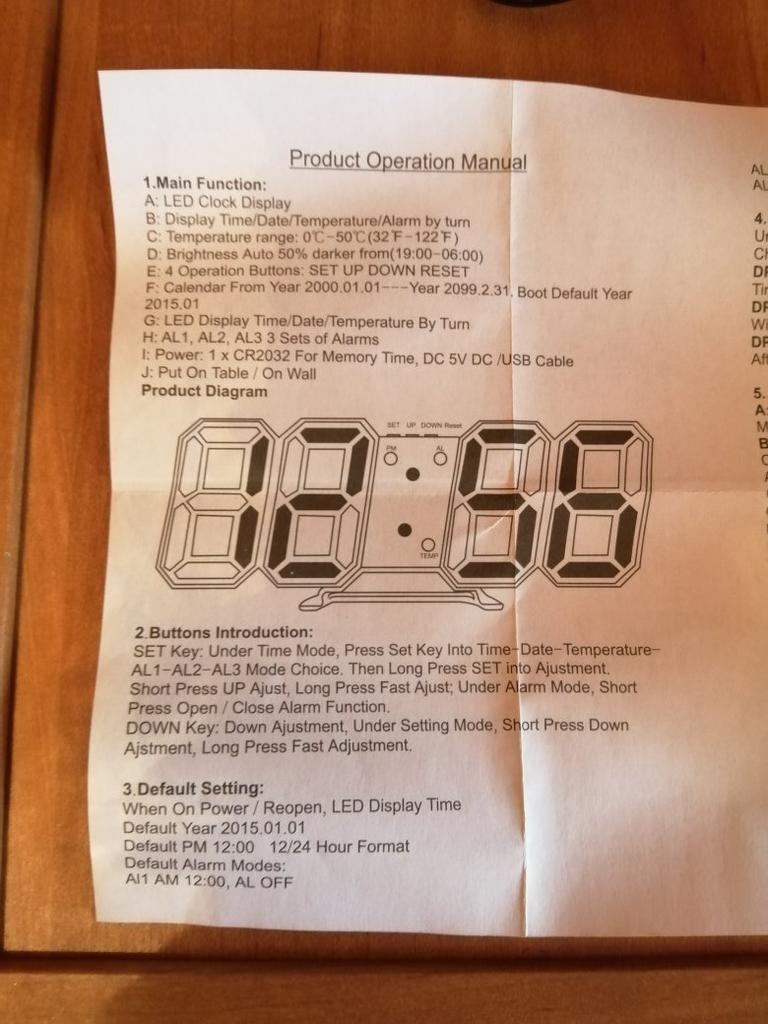 Product Operation Manual
1.Main Function:
A: LED Clock Display
B: Display Time/Date/Temperature/Alarm by turn
C: Temperature range: 0℃-50℃(32℉-122℉)
D: Brightness Auto 50% darker from(19:00-06:00)
E: 4 Operation Buttons: SET UP DOWN RESET
F: Calendar From Year 2000.01.01---Year 2099.2.31, Boot Default Year
2015.01
G: LED Display Time/Date/Temperature By Turn
H: AL1, AL2, AL3 3 Sets of Alarms
I: Power: 1 x CR2032 For Memory Time, DC 5V DC /USB Cable
J: Put On Table / On Wall
Product Diagram
SET UP DOWN Reset
PM AL
12:56
TEMP
2.Buttons Introduction:
SET Key: Under Time Mode, Press Set Key Into Time-Date-Temperature-
AL1-AL2-AL3 Mode Choice. Then Long Press SET into Ajustment.
Short Press UP Ajust, Long Press Fast Ajust; Under Alarm Mode, Short
Press Open / Close Alarm Function.
DOWN Key: Down Ajustment, Under Setting Mode, Short Press Down
Ajstment, Long Press Fast Adjustment.
3.Default Setting:
When On Power / Reopen, LED Display Time
Default Year 2015.01.01
Default PM 12:00 12/24 Hour Format
Default Alarm Modes:
Al1 AM 12:00, AL OFF
AL
AL
4.
5.